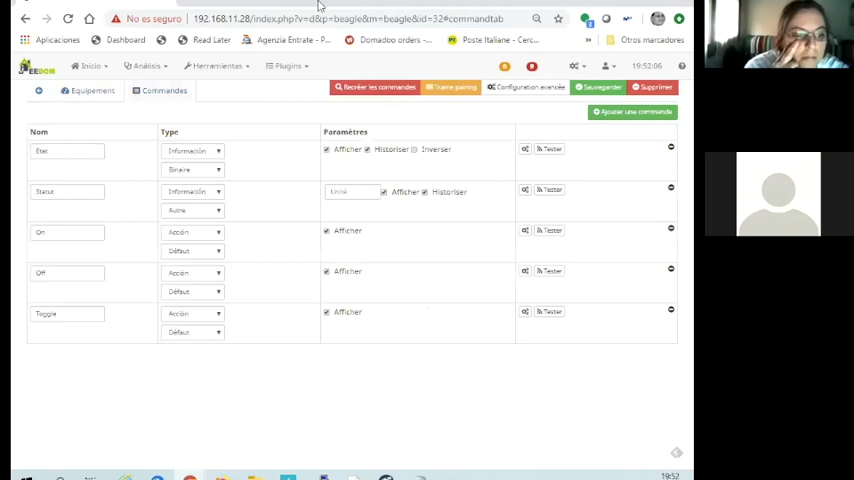 No es seguro 192.168.11.28/index.php?v=d&p=beagle&m=beagle&id=32#commandtab
Aplicaciones Dashboard Read Later Agenzia Entrate - P... Domadoo orders -... Poste Italiane - Cerc... » Otros marcadores
JEEDOM Inicio Análisis Herramientas Plugins 6 9 19:52:06
Equipement Commandes Recréer les commandes Trame pairing Configuration avancée Sauvegarder Supprimer
Ajouter une commande
Nom Type Paramètres
Etat Información Afficher Historiser Inverser Tester
Binaire
Statut Información Unité Afficher Historiser Tester
Autre
On Acción Afficher Tester
Défaut
Off Acción Afficher Tester
Défaut
Toggle Acción Afficher Tester
Défaut
19:52